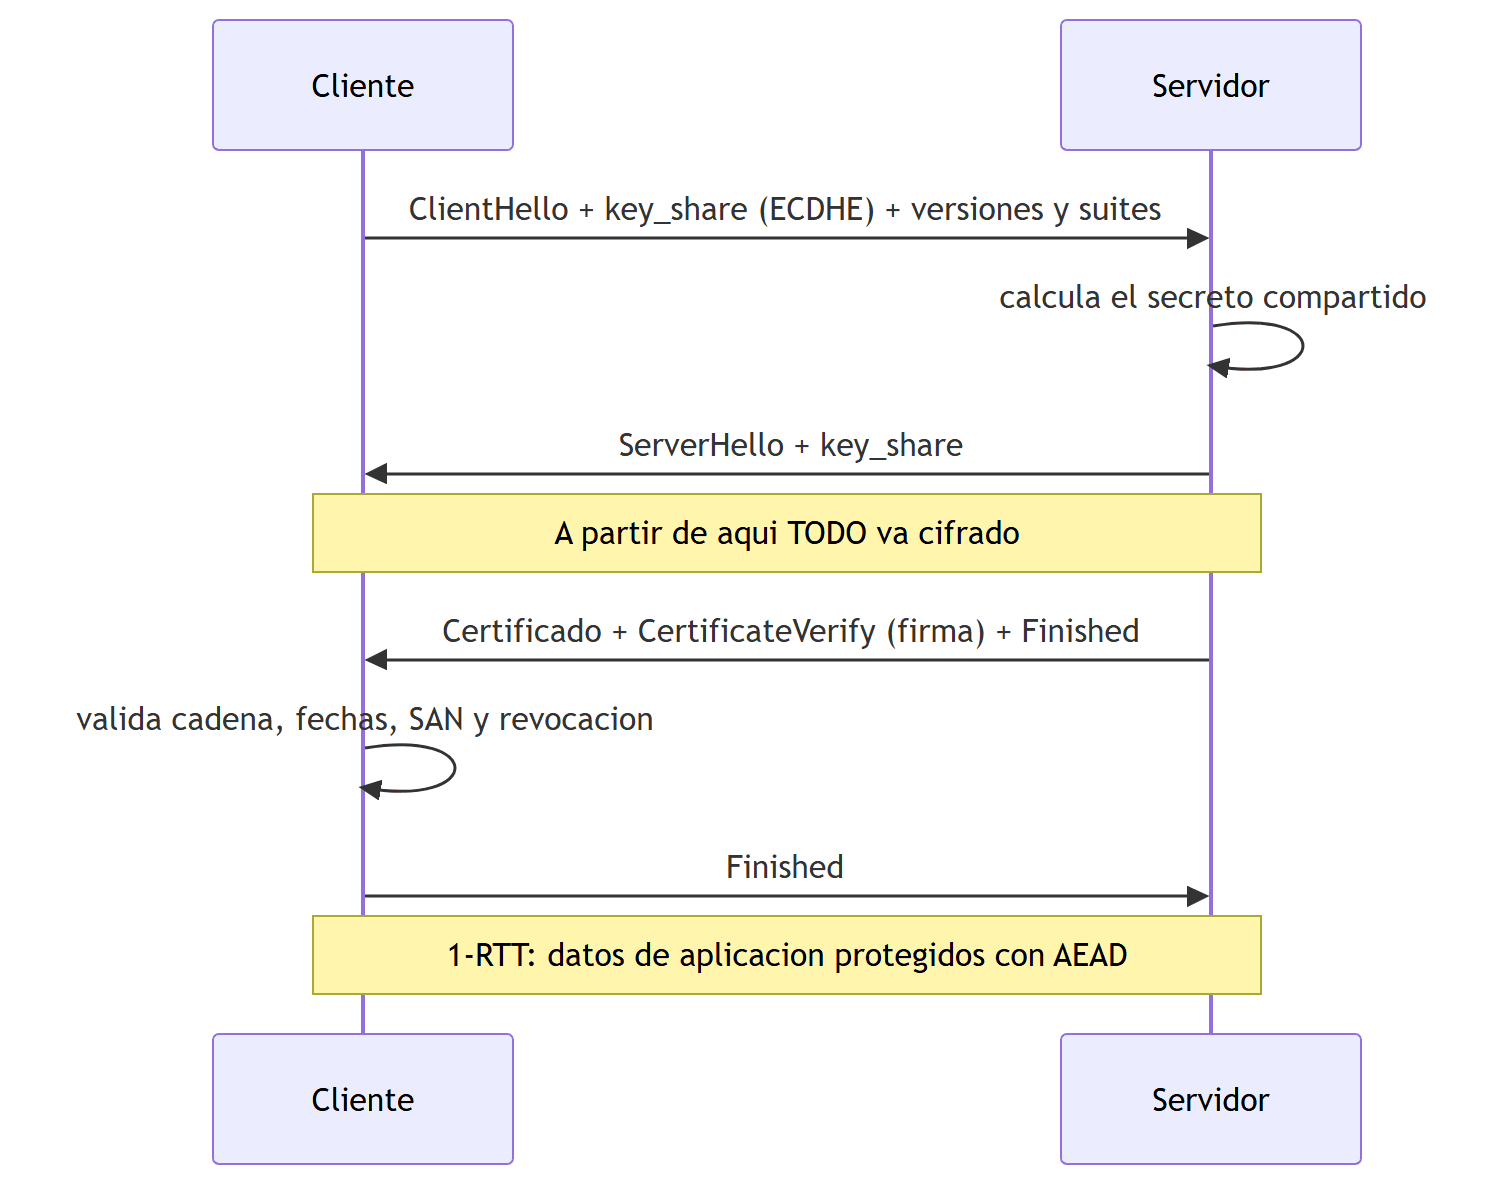 Cliente
Servidor
ClientHello + key_share (ECDHE) + versiones y suites
calcula el secreto compartido
ServerHello + key_share
A partir de aqui TODO va cifrado
Certificado + CertificateVerify (firma) + Finished
valida cadena, fechas, SAN y revocacion
Finished
1-RTT: datos de aplicacion protegidos con AEAD
Cliente
Servidor